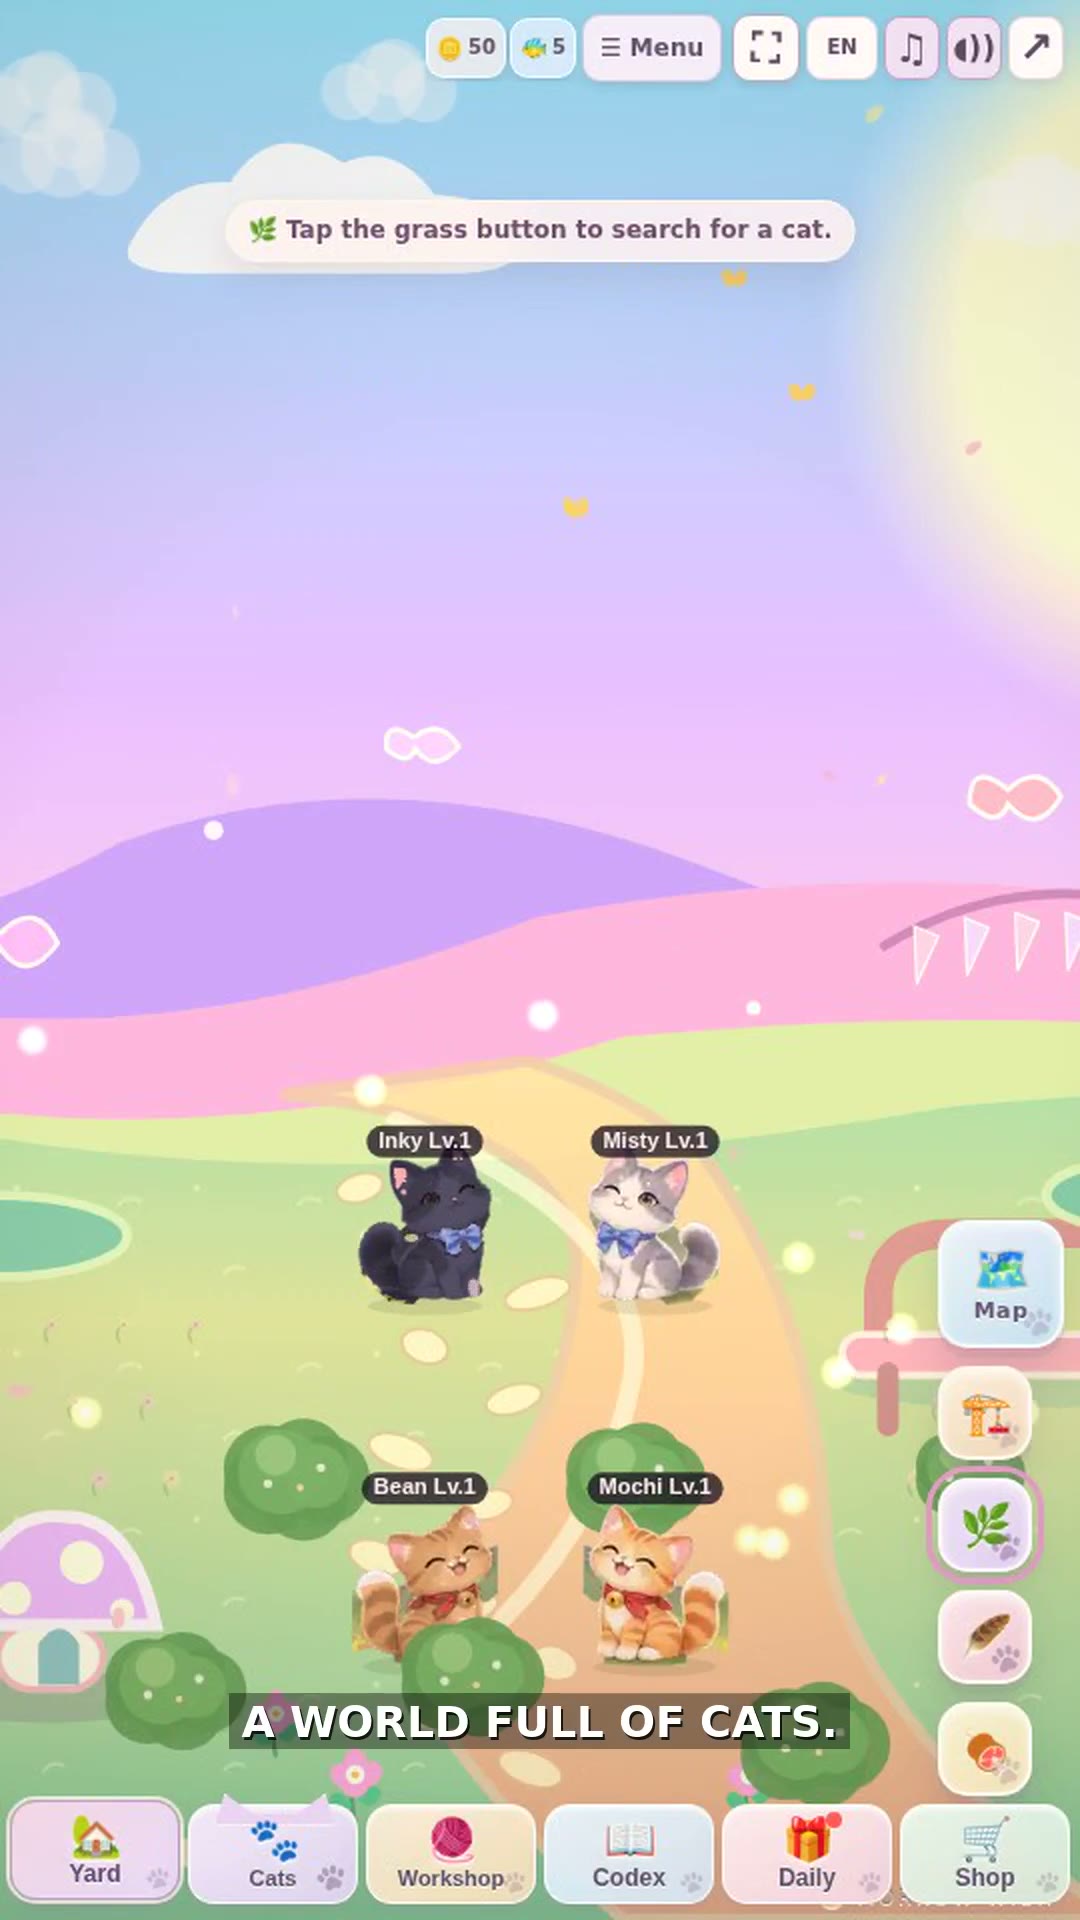 50
5
☰ Menu
EN
Tap the grass button to search for a cat.
Inky Lv.1
Misty Lv.1
Map
Bean Lv.1
Mochi Lv.1
A WORLD FULL OF CATS.
Yard
Cats
Workshop
Codex
Daily
Shop